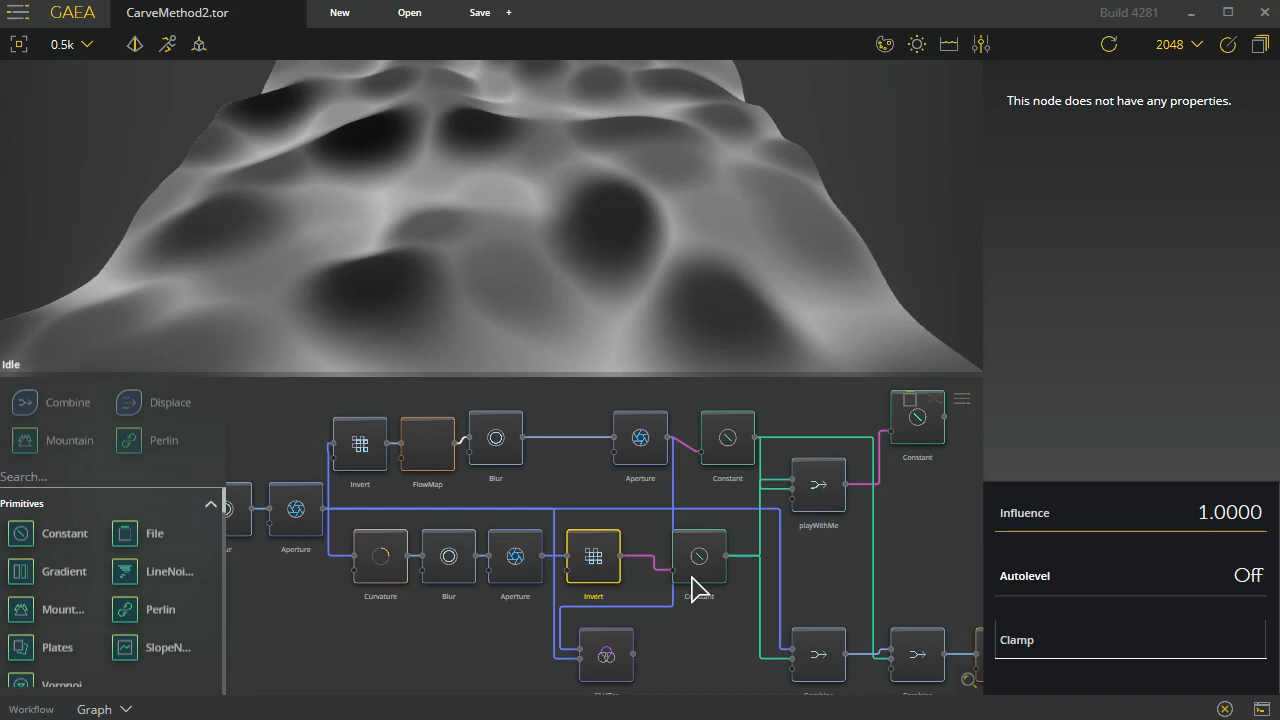 GAEA
CarveMethod2.tor
New
Open
Save
+
Build 4281
0.5k
2048
This node does not have any properties.
Idle
Combine
Displace
Mountain
Perlin
Search...
Primitives
Constant
File
Gradient
LineNoi...
Mount...
Perlin
Plates
SlopeN...
Voronoi
Invert
FlowMap
Blur
Aperture
Constant
Constant
playWithMe
ur
Aperture
Curvature
Blur
Aperture
Invert
Influence
1.0000
Autolevel
Off
Clamp
Workflow
Graph